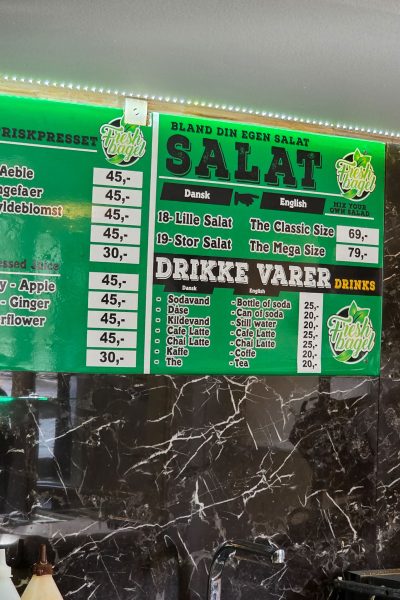 RISKPRESSET
Fresh bagel
Aeble 45,-
gefaer 45,-
yldeblomst 45,-
45,-
30,-
essed Juice
y - Apple 45,-
- Ginger 45,-
erflower 45,-
45,-
30,-
BLAND DIN EGEN SALAT
SALAT
Fresh bagel
Dansk English
MIX YOUR
OWN SALAD
18-Lille Salat The Classic Size 69,-
19-Stor Salat The Mega Size 79,-
DRIKKE VARER DRINKS
Dansk English
- Sodavand - Bottle of soda 25,-
- Dåse - Can of soda 20,-
- Kildevand - Still water 20,-
- Cafe Latte - Cafe Latte 25,-
- Chai Latte - Chai Latte 25,-
- Kaffe - Coffe 20,-
- The - Tea 20,-
Fresh bagel